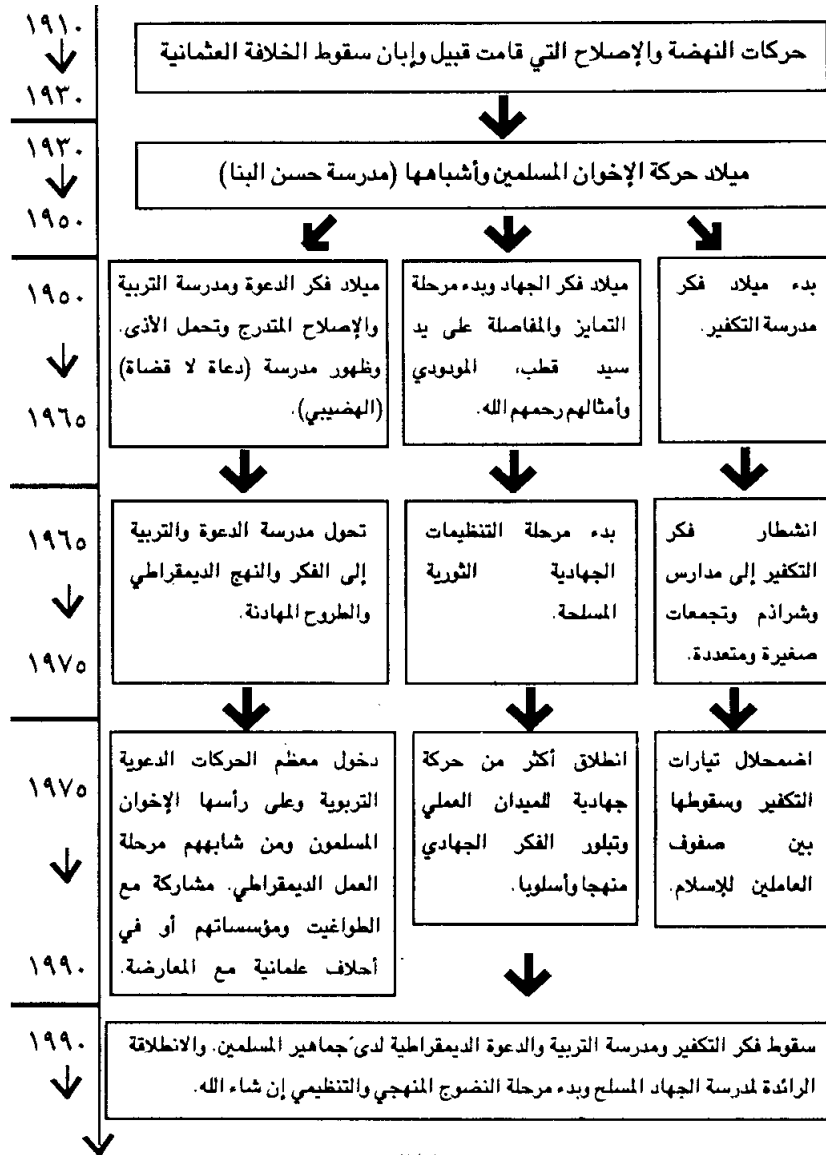 ١٩١٠
١٩٣٠
حركات النهضة والإصلاح التي قامت قبيل وإبان سقوط الخلافة العثمانية
١٩٣٠
١٩٥٠
ميلاد حركة الإخوان المسلمين وأشباهها (مدرسة حسن البنا)
١٩٥٠
١٩٦٥
بدء ميلاد فكر
مدرسة التكفير.
ميلاد فكر الجهاد وبدء مرحلة
التمايز والمفاصلة على يد
سيد قطب، المودودي
وأمثالهم رحمهم الله.
ميلاد فكر الدعوة ومدرسة التربية
والإصلاح المتدرج وتحمل الأذى.
وظهور مدرسة (دعاة لا قضاة)
(الهضيبي).
١٩٦٥
١٩٧٥
انشطار فكر
التكفير إلى مدارس
وشراذم وتجمعات
صغيرة ومتعددة.
بدء مرحلة التنظيمات
الجهادية الثورية
المسلحة.
تحول مدرسة الدعوة والتربية
إلى الفكر والنهج الديمقراطي
والطروح المهادنة.
١٩٧٥
١٩٩٠
اضمحلال تيارات
التكفير وسقوطها
بين صفوف
العاملين للإسلام.
انطلاق أكثر من حركة
جهادية للميدان العملي
وتبلور الفكر الجهادي
منهجا وأسلوبا.
دخول معظم الحركات الدعوية
التربوية وعلى رأسها الإخوان
المسلمون ومن شابههم مرحلة
العمل الديمقراطي. مشاركة مع
الطواغيت ومؤسساتهم أو في
أحلاف علمانية مع المعارضة.
١٩٩٠
سقوط فكر التكفير ومدرسة التربية والدعوة الديمقراطية لدى جماهير المسلمين. والانطلاقة
الرائدة لمدرسة الجهاد المسلح وبدء مرحلة النضوج المنهجي والتنظيمي إن شاء الله.